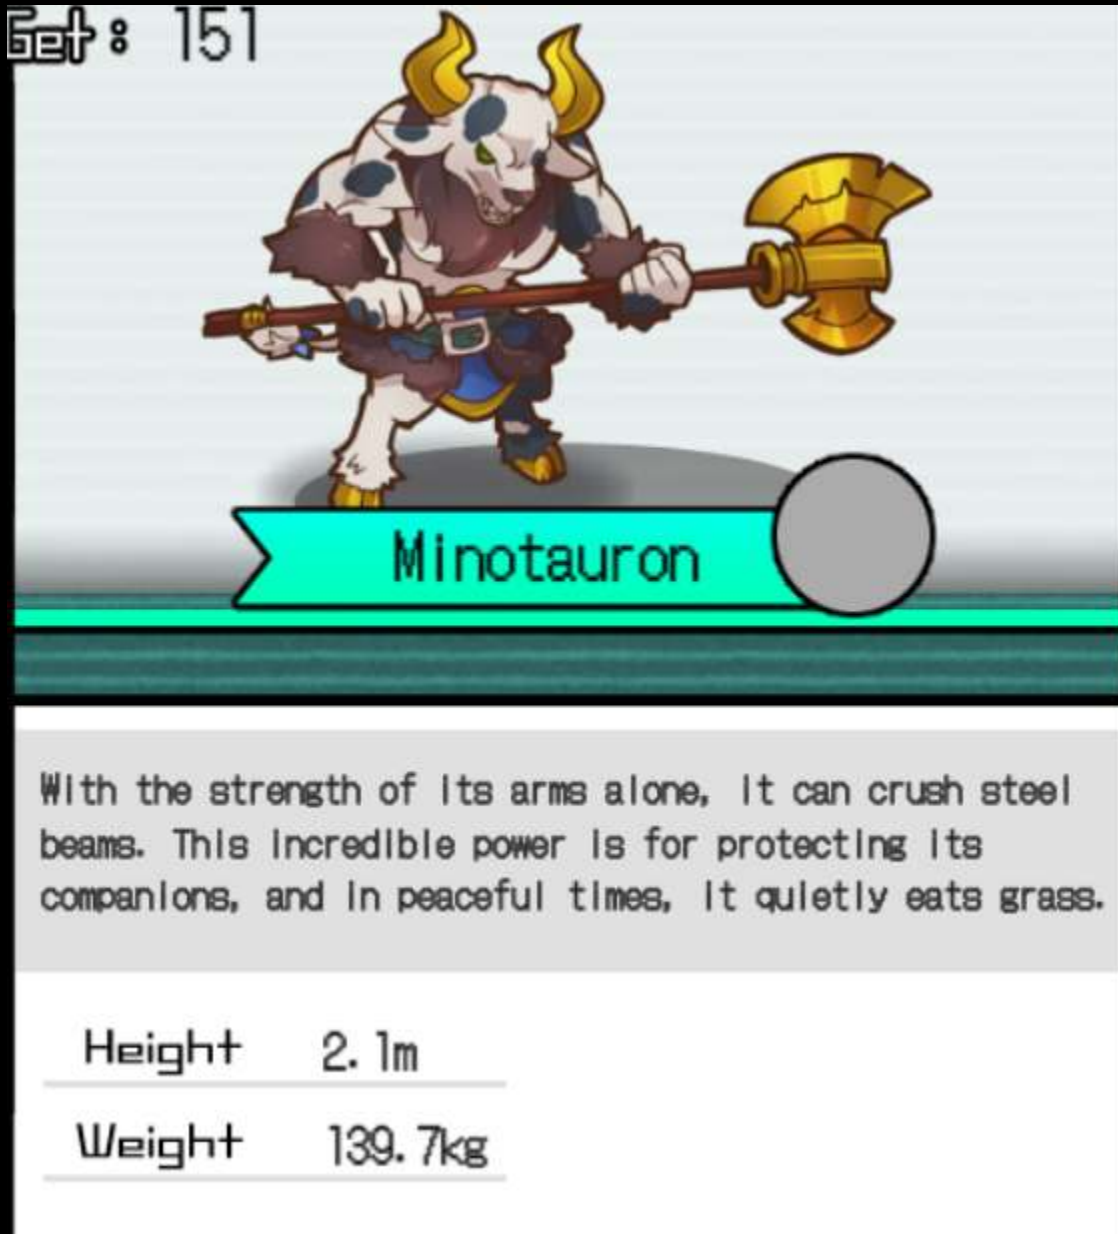 Get: 151
Minotauron
With the strength of its arms alone, it can crush steel
beams. This incredible power is for protecting its
companions, and in peaceful times, it quietly eats grass.
Height 2.1m
Weight 139.7kg